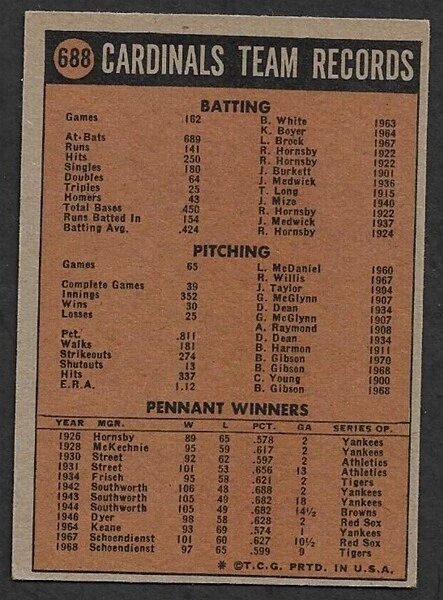 688 CARDINALS TEAM RECORDS
BATTING
Games 162 B. White 1963
K. Boyer 1964
At-Bats 689 L. Brock 1967
Runs 141 R. Hornsby 1922
Hits 250 R. Hornsby 1922
Singles 180 J. Burkett 1901
Doubles 64 J. Medwick 1936
Triples 25 T. Long 1915
Homers 43 J. Mize 1940
Total Bases .450 R. Hornsby 1922
Runs Batted In 154 J. Medwick 1937
Batting Avg. .424 R. Hornsby 1924
PITCHING
Games 65 L. McDaniel 1960
R. Willis 1967
Complete Games 39 J. Taylor 1904
Innings 352 G. McGlynn 1907
Wins 30 D. Dean 1934
Losses 25 G. McGlynn 1907
A. Raymond 1908
Pct. .811 D. Dean 1934
Walks 181 B. Harmon 1911
Strikeouts 274 B. Gibson 1970
Shutouts 13 B. Gibson 1968
Hits 337 C. Young 1900
E.R.A. 1.12 B. Gibson 1968
PENNANT WINNERS
YEAR MGR. W L PCT. GA SERIES OP.
1926 Hornsby 89 65 .578 2 Yankees
1928 McKechnie 95 59 .617 2 Yankees
1930 Street 92 62 .597 2 Athletics
1931 Street 101 53 .656 13 Athletics
1934 Frisch 95 58 .621 2 Tigers
1942 Southworth 106 48 .688 2 Yankees
1943 Southworth 105 49 .682 18 Yankees
1944 Southworth 105 49 .682 14½ Browns
1946 Dyer 98 58 .628 2 Red Sox
1964 Keane 93 69 .574 1 Yankees
1967 Schoendienst 101 60 .627 10½ Red Sox
1968 Schoendienst 97 65 .599 9 Tigers
* ©T.C.G. PRTD. IN U.S.A.